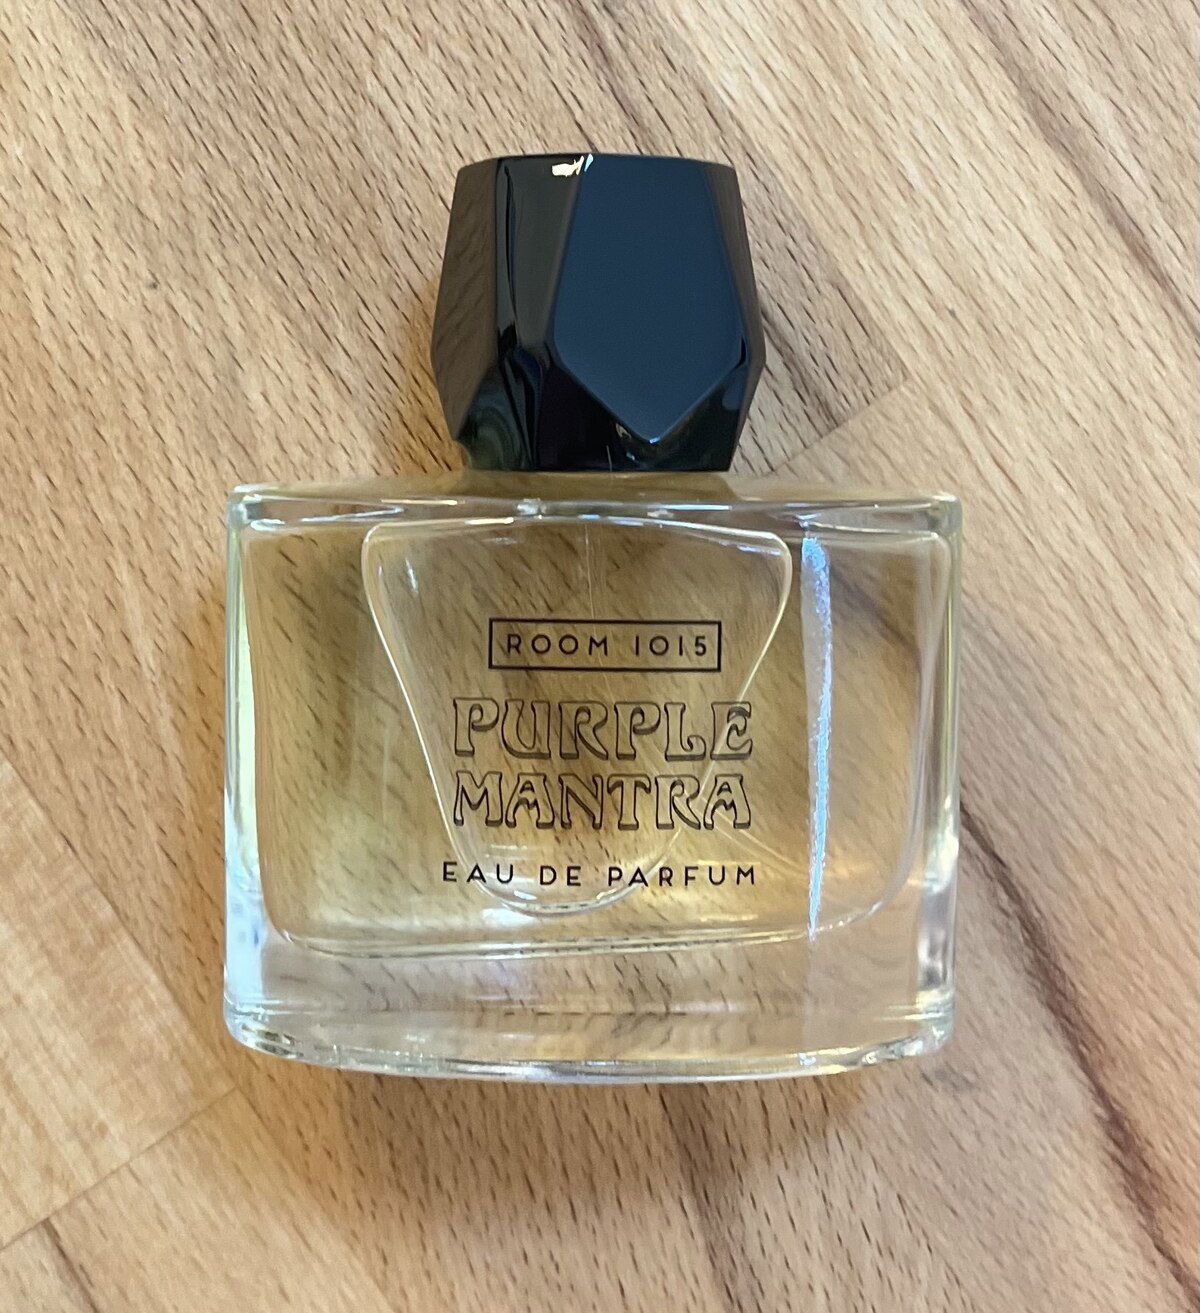 ROOM 1015
PURPLE
MANTRA
EAU DE PARFUM